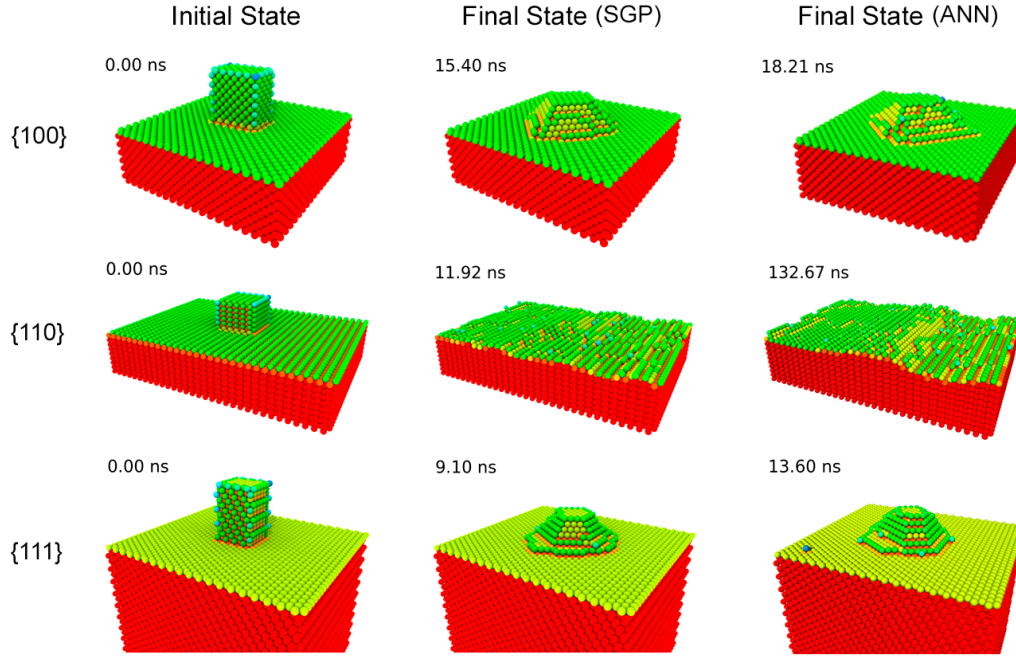 Initial State
Final State (SGP)
Final State (ANN)
{100}
0.00 ns
15.40 ns
18.21 ns
{110}
0.00 ns
11.92 ns
132.67 ns
{111}
0.00 ns
9.10 ns
13.60 ns